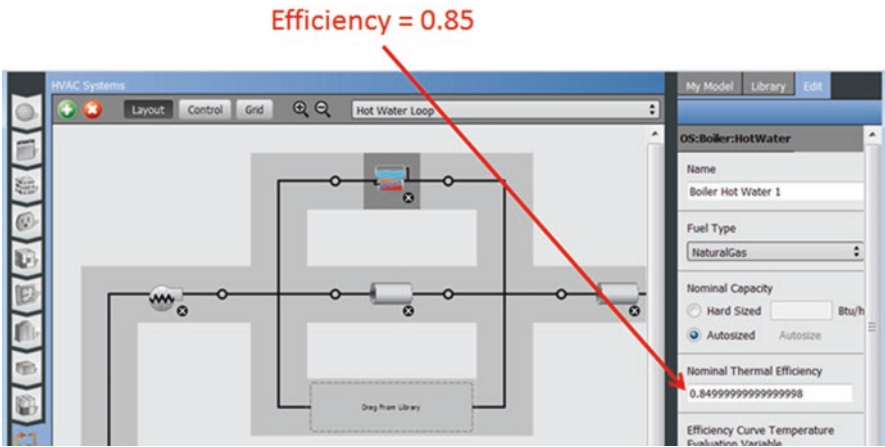 Efficiency = 0.85
HVAC Systems
Layout Control Grid Hot Water Loop
My Model Library Edit
OS:Boiler:HotWater
Name
Boiler Hot Water 1
Fuel Type
NaturalGas
Nominal Capacity
Hard Sized Btu/h
Autosized Autosize
Nominal Thermal Efficiency
0.84999999999999998
Drag From Library
Efficiency Curve Temperature
Evaluation Variable